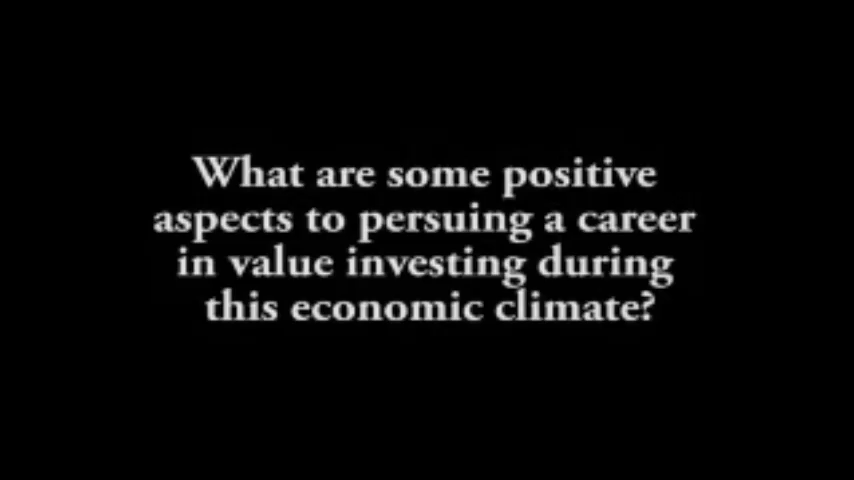 What are some positive
aspects to persuing a career
in value investing during
this economic climate?